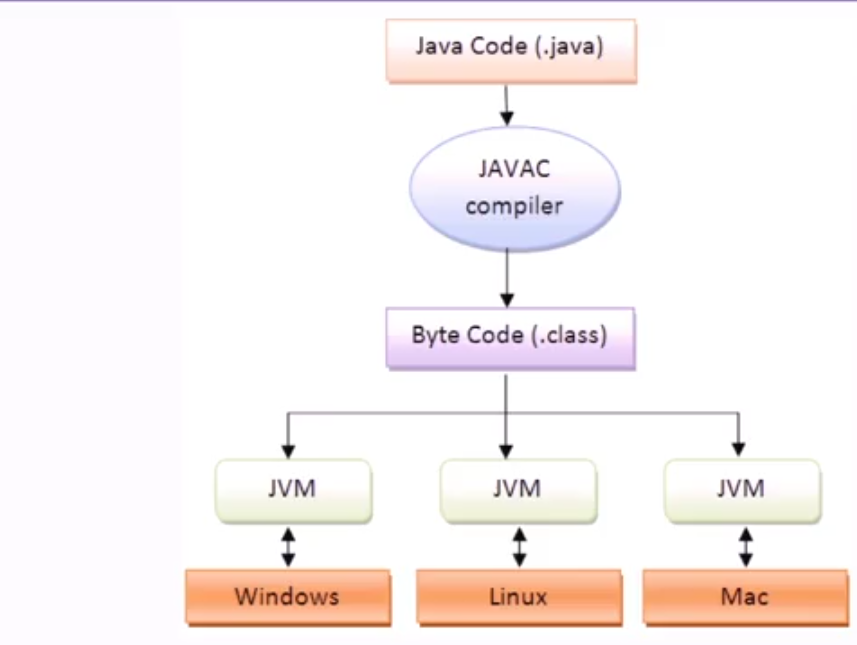 Java Code (.java)
JAVAC
compiler
Byte Code (.class)
JVM
JVM
JVM
Windows
Linux
Mac